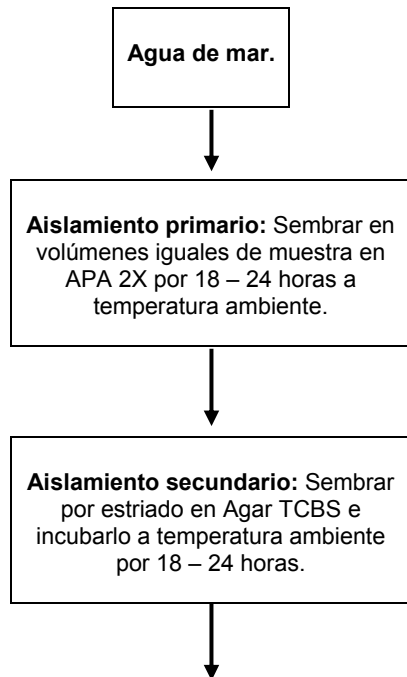 Agua de mar.
Aislamiento primario: Sembrar en
volúmenes iguales de muestra en
APA 2X por 18 – 24 horas a
temperatura ambiente.
Aislamiento secundario: Sembrar
por estriado en Agar TCBS e
incubarlo a temperatura ambiente
por 18 – 24 horas.